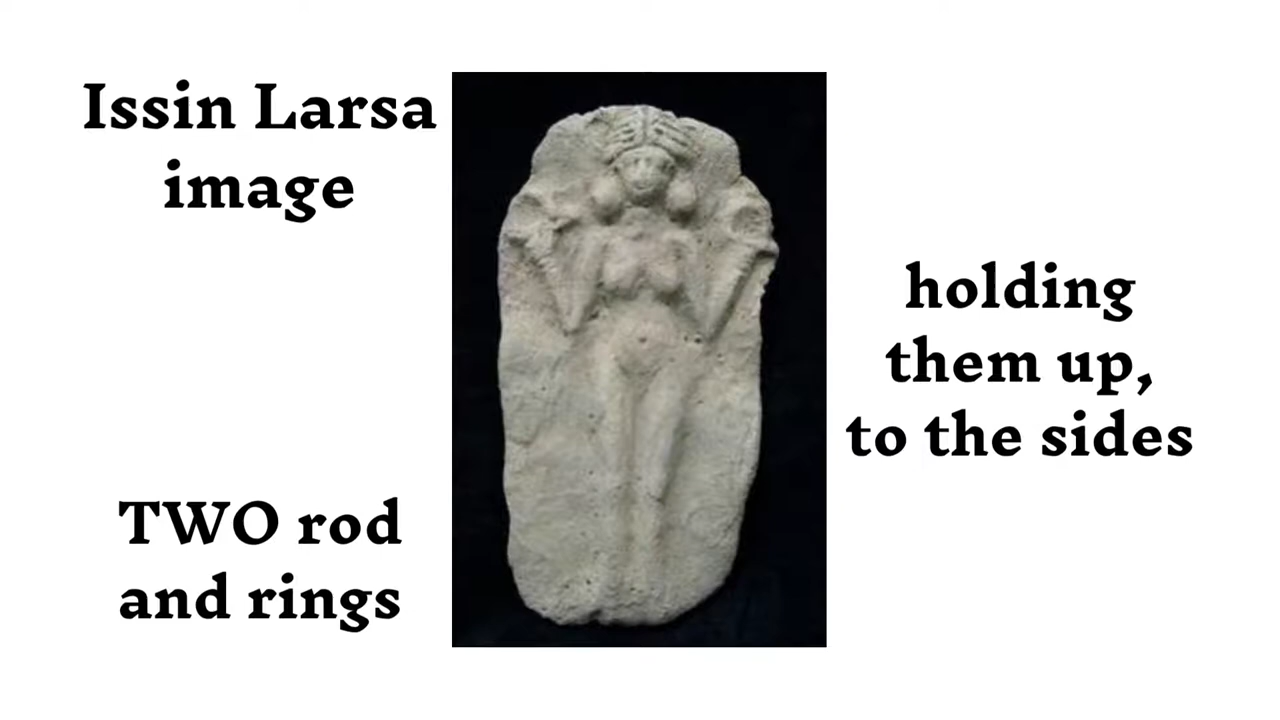 Issin Larsa
image
TWO rod
and rings
holding
them up,
to the sides